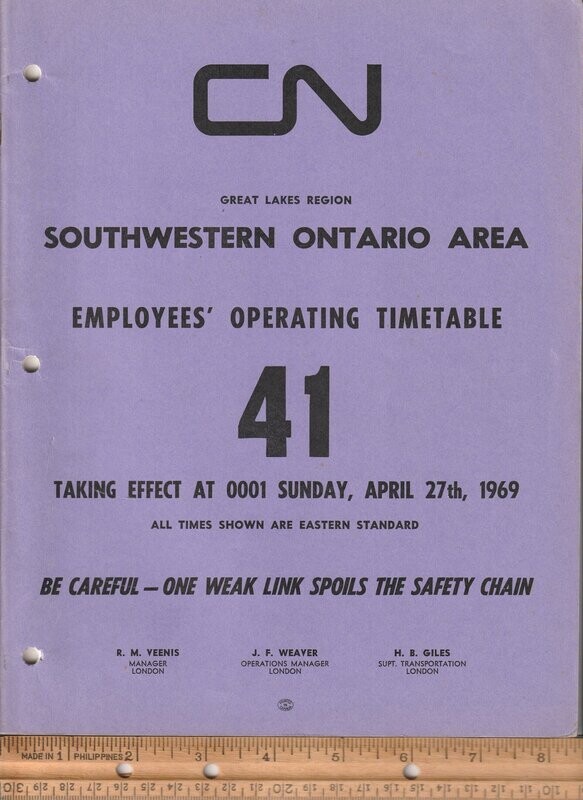 CN
GREAT LAKES REGION
SOUTHWESTERN ONTARIO AREA
EMPLOYEES' OPERATING TIMETABLE
41
TAKING EFFECT AT 0001 SUNDAY, APRIL 27th, 1969
ALL TIMES SHOWN ARE EASTERN STANDARD
BE CAREFUL — ONE WEAK LINK SPOILS THE SAFETY CHAIN
R. M. VEENIS J. F. WEAVER H. B. GILES
MANAGER OPERATIONS MANAGER SUPT. TRANSPORTATION
LONDON LONDON LONDON
MADE IN 1 PHILIPPINES 2 3 4 5 6 7 8